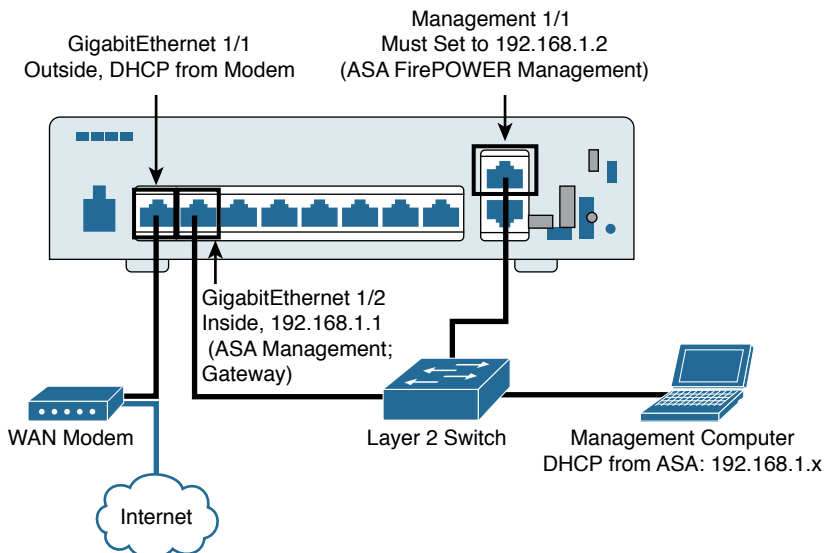 Management 1/1
Must Set to 192.168.1.2
(ASA FirePOWER Management)
GigabitEthernet 1/1
Outside, DHCP from Modem
GigabitEthernet 1/2
Inside, 192.168.1.1
(ASA Management;
Gateway)
WAN Modem
Layer 2 Switch
Management Computer
DHCP from ASA: 192.168.1.x
Internet